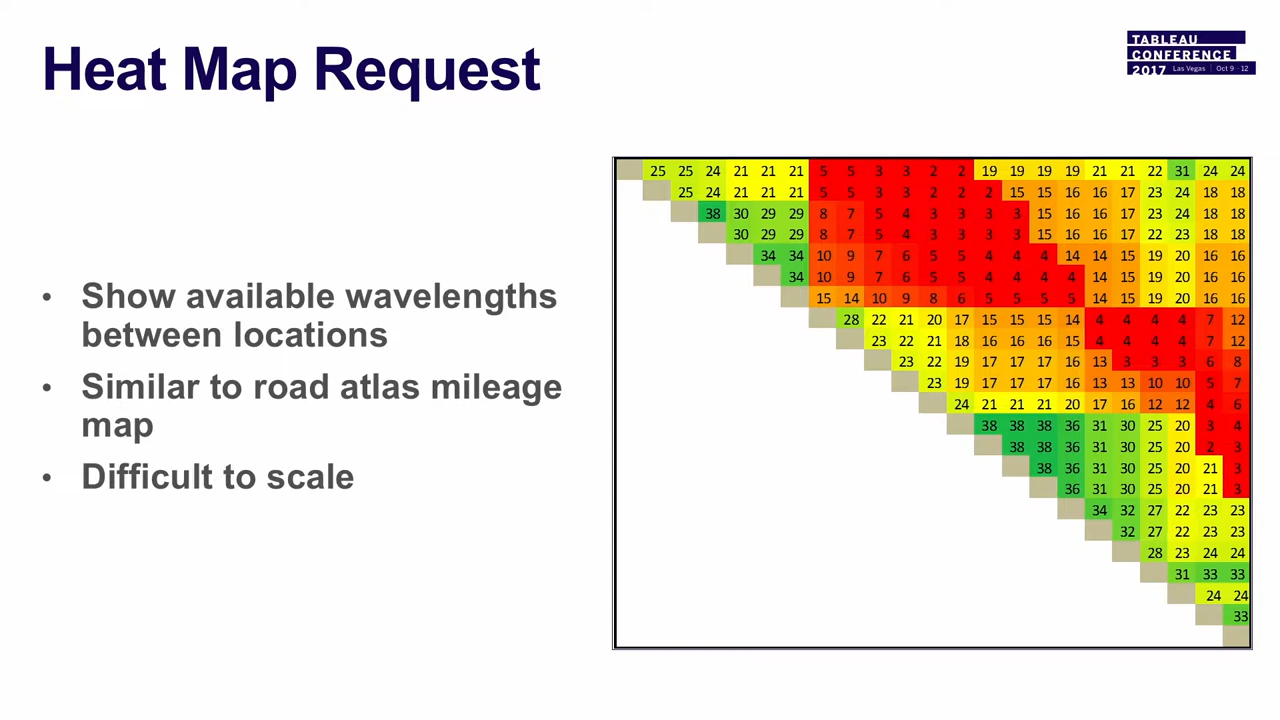 Heat Map Request
TABLEAU
CONFERENCE
2017 Las Vegas | Oct 9 - 12
• Show available wavelengths
between locations
• Similar to road atlas mileage
map
• Difficult to scale
25 25 24 21 21 21 5 5 3 3 2 2 19 19 19 19 21 21 22 31 24 24
25 24 21 21 21 5 5 3 3 2 2 2 15 15 16 16 17 23 24 18 18
38 30 29 29 8 7 5 4 3 3 3 3 15 16 16 17 23 24 18 18
30 29 29 8 7 5 4 3 3 3 3 15 16 16 17 22 23 18 18
34 34 10 9 7 6 5 5 4 4 4 14 14 15 19 20 16 16
34 10 9 7 6 5 5 4 4 4 4 14 15 19 20 16 16
15 14 10 9 8 6 5 5 5 5 14 15 19 20 16 16
28 22 21 20 17 15 15 15 14 4 4 4 4 7 12
23 22 21 18 16 16 16 15 4 4 4 4 7 12
23 22 19 17 17 17 16 13 3 3 3 6 8
23 19 17 17 17 16 13 13 10 10 5 7
24 21 21 21 20 17 16 12 12 4 6
38 38 38 36 31 30 25 20 3 4
38 38 36 31 30 25 20 2 3
38 36 31 30 25 20 21 3
36 31 30 25 20 21 3
34 32 27 22 23 23
32 27 22 23 23
28 23 24 24
31 33 33
24 24
33